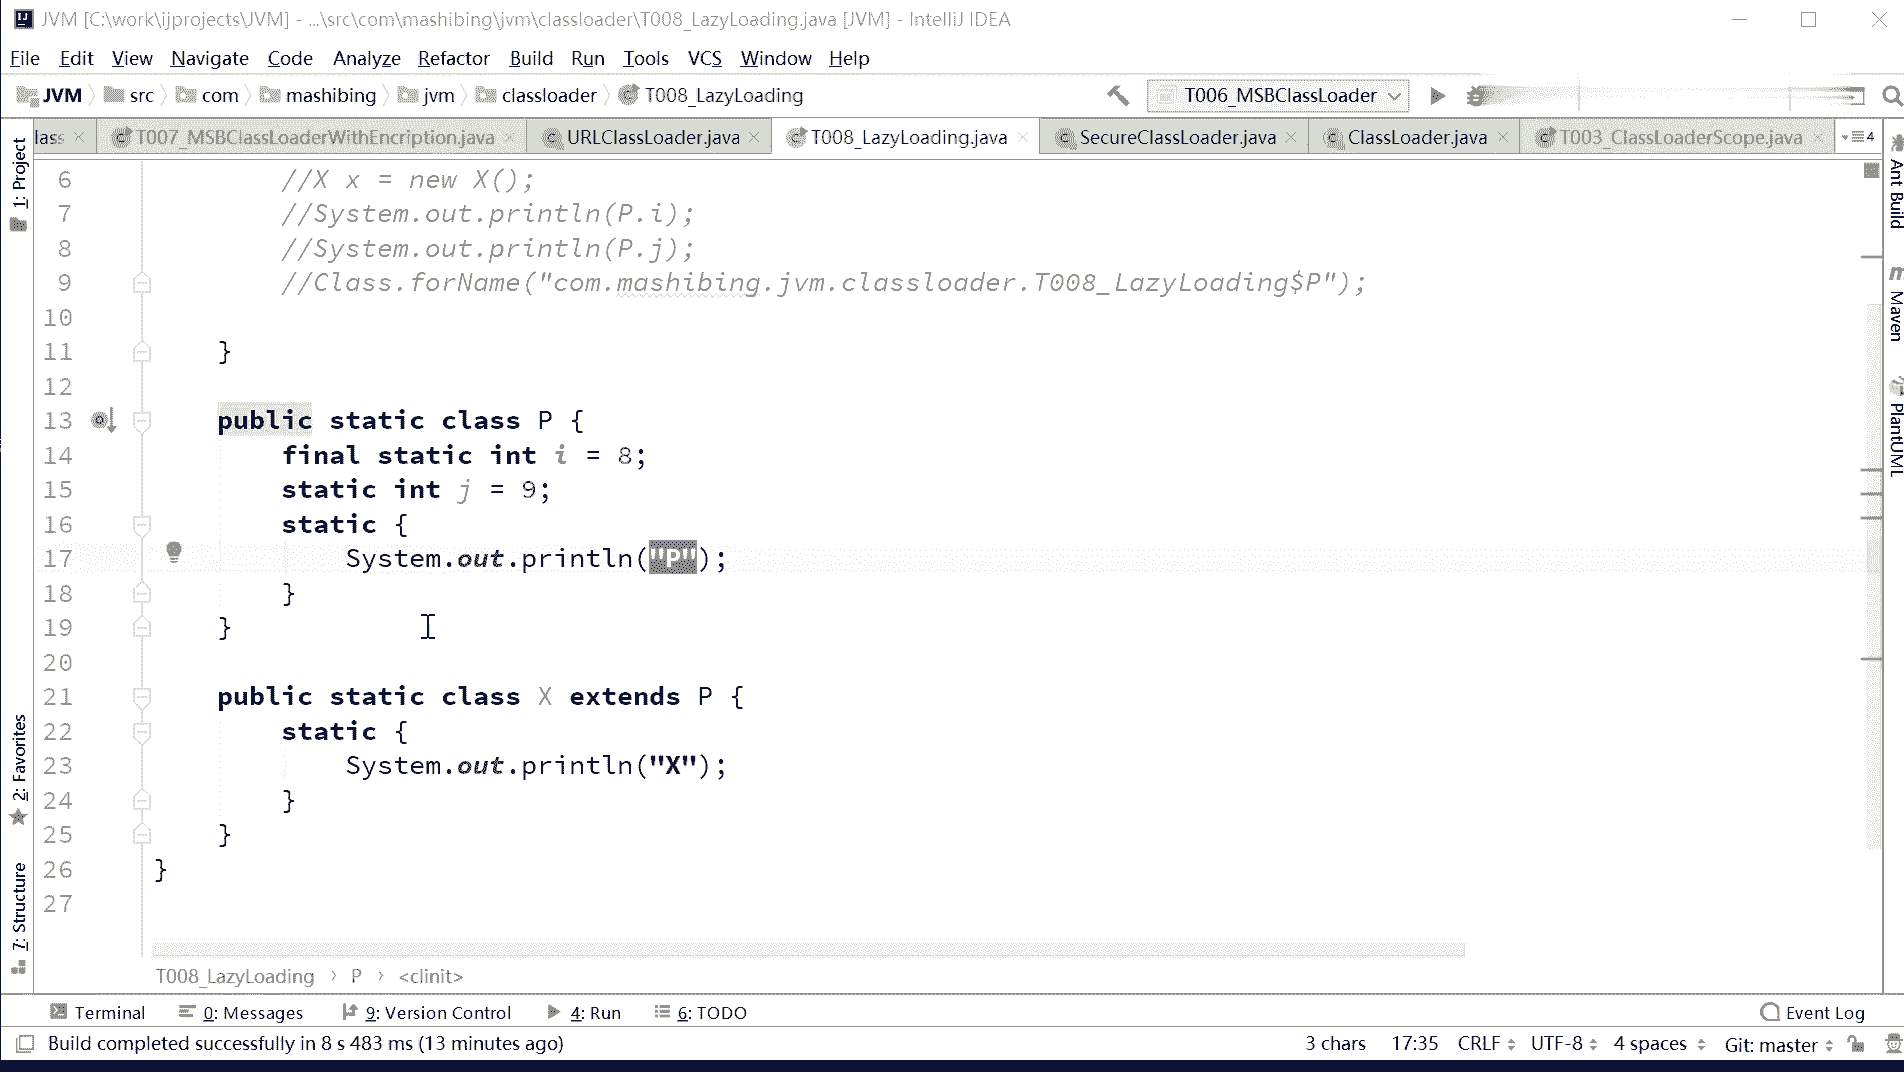 JVM [C:\work\ijprojects\JVM] - ...\src\com\mashibing\jvm\classloader\T008_LazyLoading.java [JVM] - IntelliJ IDEA
File Edit View Navigate Code Analyze Refactor Build Run Tools VCS Window Help
JVM src com mashibing jvm classloader T008_LazyLoading T006_MSBClassLoader
lass T007_MSBClassLoaderWithEncription.java URLClassLoader.java T008_LazyLoading.java SecureClassLoader.java ClassLoader.java T003_ClassLoaderScope.java 4
1: Project
2: Favorites
7: Structure
6 //X x = new X();
7 //System.out.println(P.i);
8 //System.out.println(P.j);
9 //Class.forName("com.mashibing.jvm.classloader.T008_LazyLoading$P");
10
11 }
12
13 public static class P {
14 final static int i = 8;
15 static int j = 9;
16 static {
17 System.out.println("P");
18 }
19 }
20
21 public static class X extends P {
22 static {
23 System.out.println("X");
24 }
25 }
26 }
27
Ant Build
Maven
PlantUML
T008_LazyLoading › P › <clinit>
Terminal 0: Messages 9: Version Control 4: Run 6: TODO Event Log
Build completed successfully in 8 s 483 ms (13 minutes ago) 3 chars 17:35 CRLF UTF-8 4 spaces Git: master